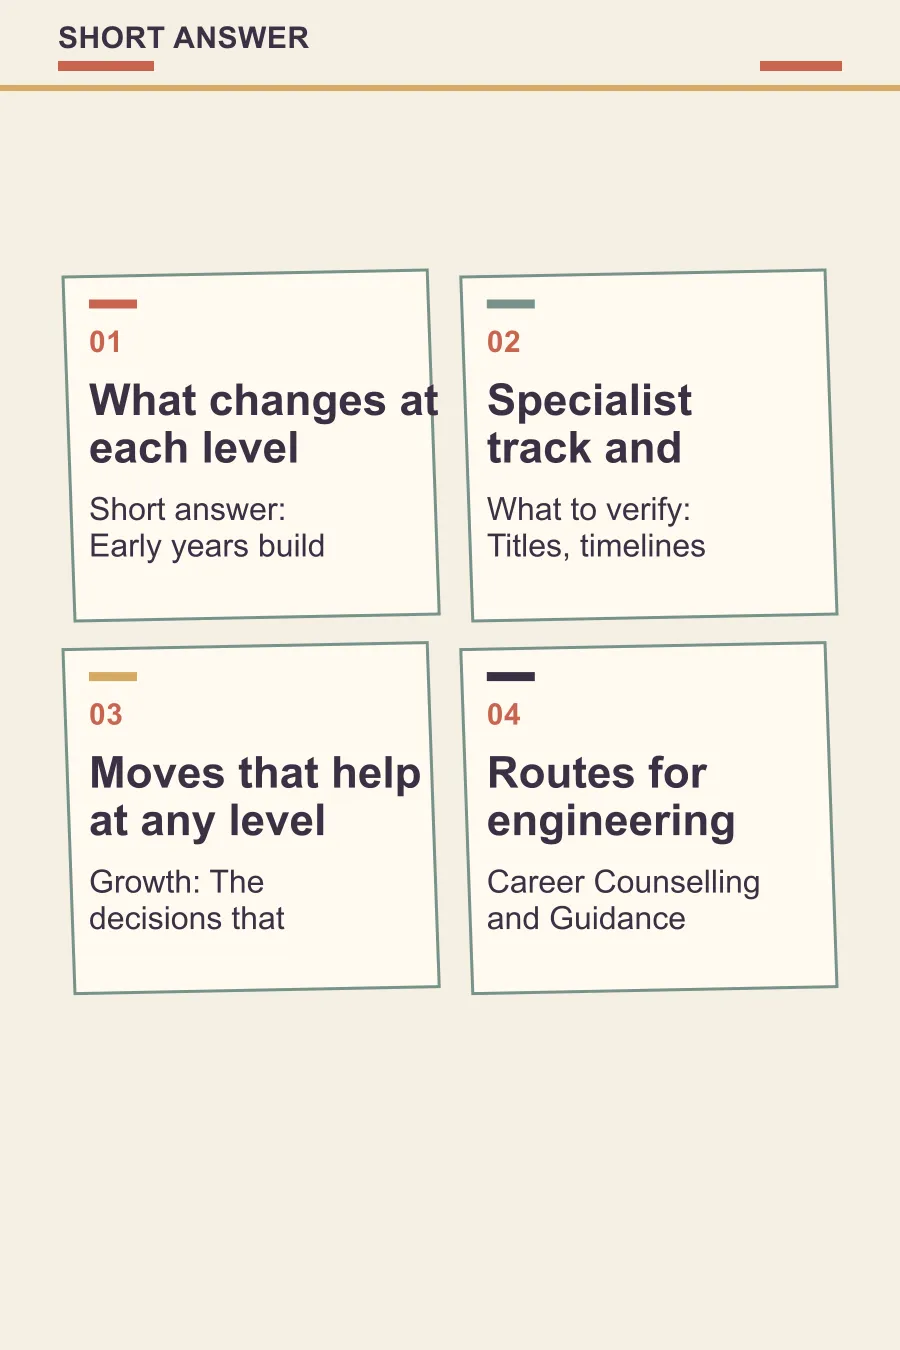 SHORT ANSWER
01
What changes at
each level
Short answer:
Early years build
02
Specialist
track and
What to verify:
Titles, timelines
03
Moves that help
at any level
Growth: The
decisions that
04
Routes for
engineering
Career Counselling
and Guidance